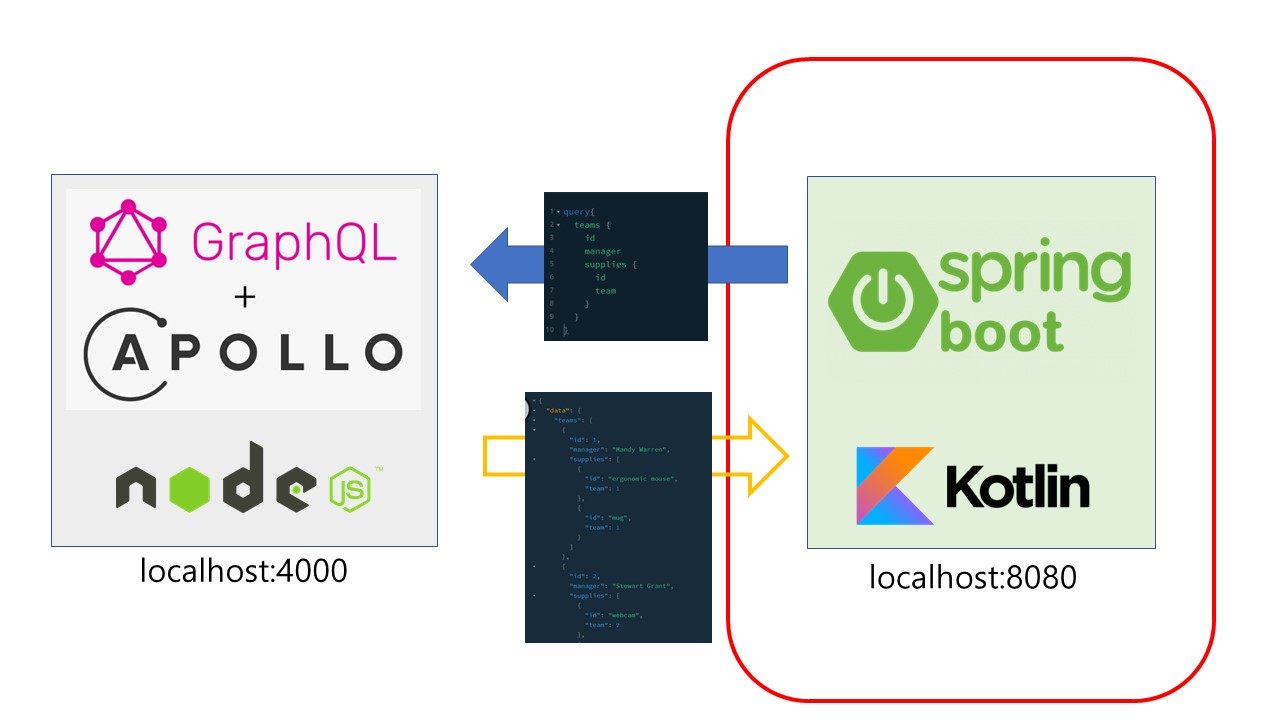 GraphQL
+
APOLLO
node
JS
TM
localhost:4000
1 query{
2 teams {
3 id
4 manager
5 supplies {
6 id
7 team
8 }
9 }
10 }
{
"data": {
"teams": [
{
"id": 1,
"manager": "Mandy Warren",
"supplies": [
{
"id": "ergonomic mouse",
"team": 1
},
{
"id": "mug",
"team": 1
}
]
},
{
"id": 2,
"manager": "Stewart Grant",
"supplies": [
{
"id": "webcam",
"team": 2
},
spring
boot
Kotlin
localhost:8080